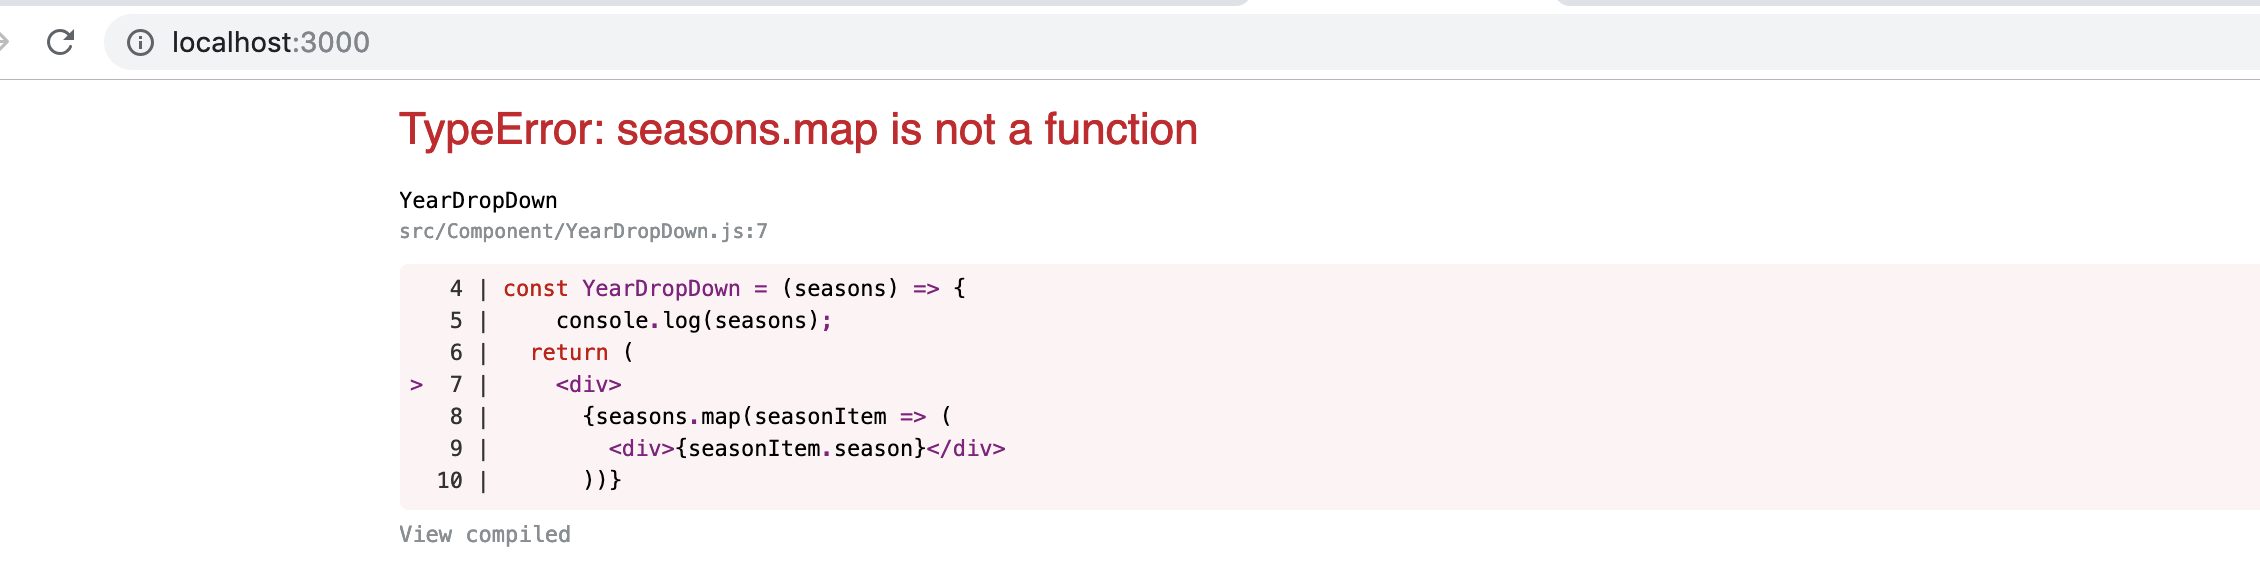 localhost:3000
TypeError: seasons.map is not a function
YearDropDown
src/Component/YearDropDown.js:7
4 | const YearDropDown = (seasons) => {
5 |     console.log(seasons);
6 |   return (
> 7 |     <div>
8 |       {seasons.map(seasonItem => (
9 |         <div>{seasonItem.season}</div>
10 |       ))}
View compiled